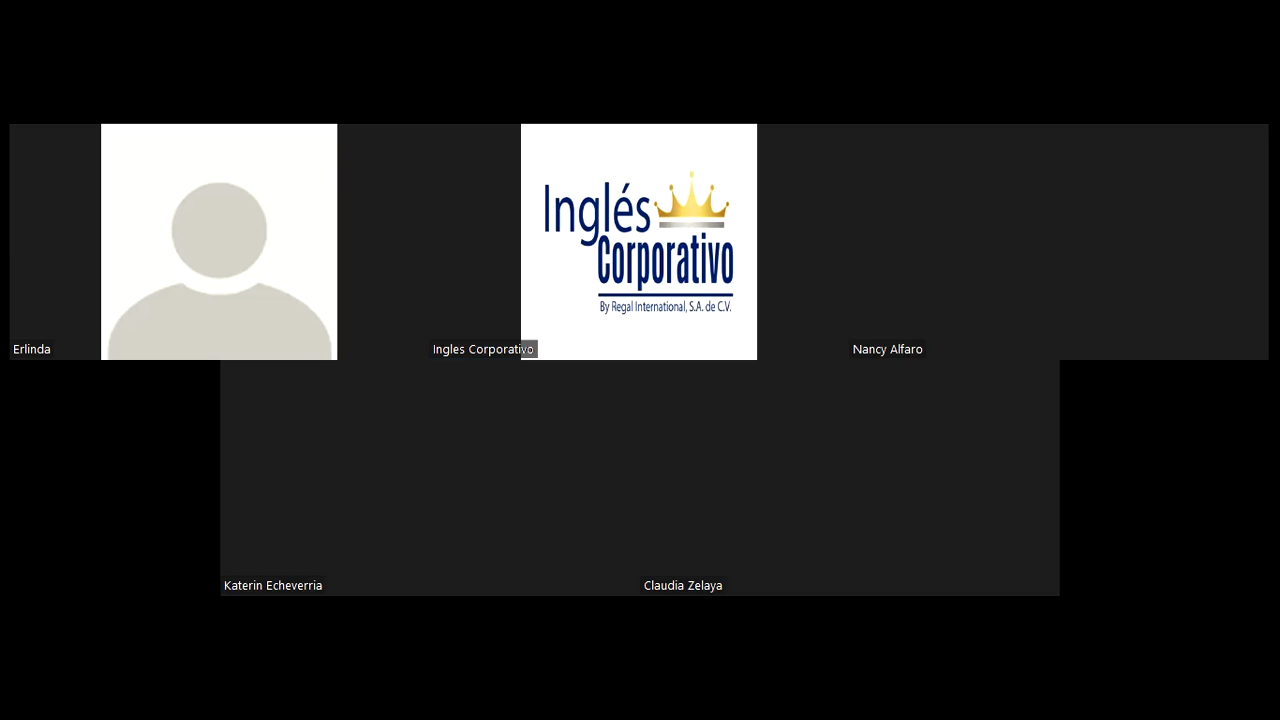 Inglés
Corporativo
By Regal International, S.A. de C.V.
Erlinda
Ingles Corporativo
Nancy Alfaro
Katerin Echeverria
Claudia Zelaya